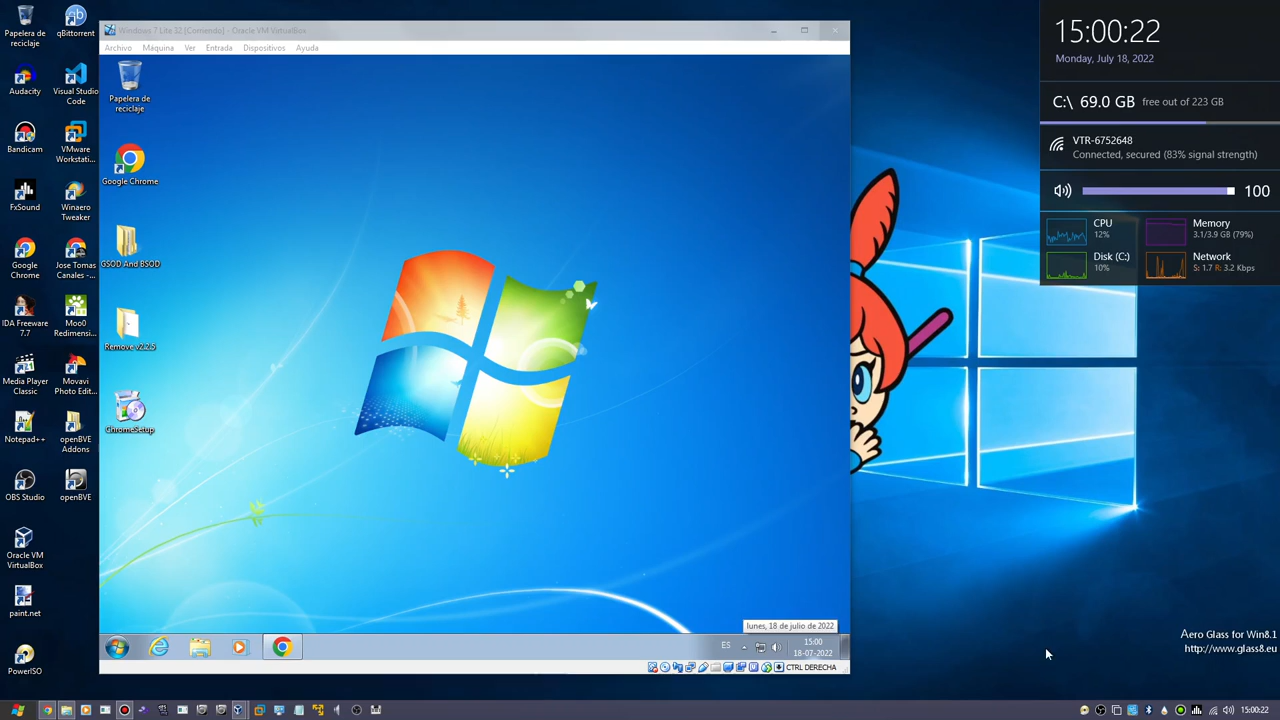 Papelera de
reciclaje
qBittorrent
Audacity
Visual Studio
Code
Bandicam
VMware
Workstati...
FxSound
Winaero
Tweaker
Google
Chrome
Jose Tomas
Canales -...
IDA Freeware
7.7
Moo0
Redimensi...
Media Player
Classic
Movavi
Photo Edit...
Notepad++
openBVE
Addons
OBS Studio
openBVE
Oracle VM
VirtualBox
paint.net
PowerISO
Windows 7 Lite 32 [Corriendo] - Oracle VM VirtualBox
Archivo Máquina Ver Entrada Dispositivos Ayuda
Papelera de
reciclaje
Google Chrome
GSOD And BSOD
Remove v2.2.5
ChromeSetup
lunes, 18 de julio de 2022
ES
15:00
18-07-2022
CTRL DERECHA
15:00:22
Monday, July 18, 2022
C:\ 69.0 GB free out of 223 GB
VTR-6752648
Connected, secured (83% signal strength)
100
CPU
12%
Memory
3.1/3.9 GB (79%)
Disk (C:)
10%
Network
S: 1.7 R: 3.2 Kbps
Aero Glass for Win8.1
http://www.glass8.eu
15:00:22